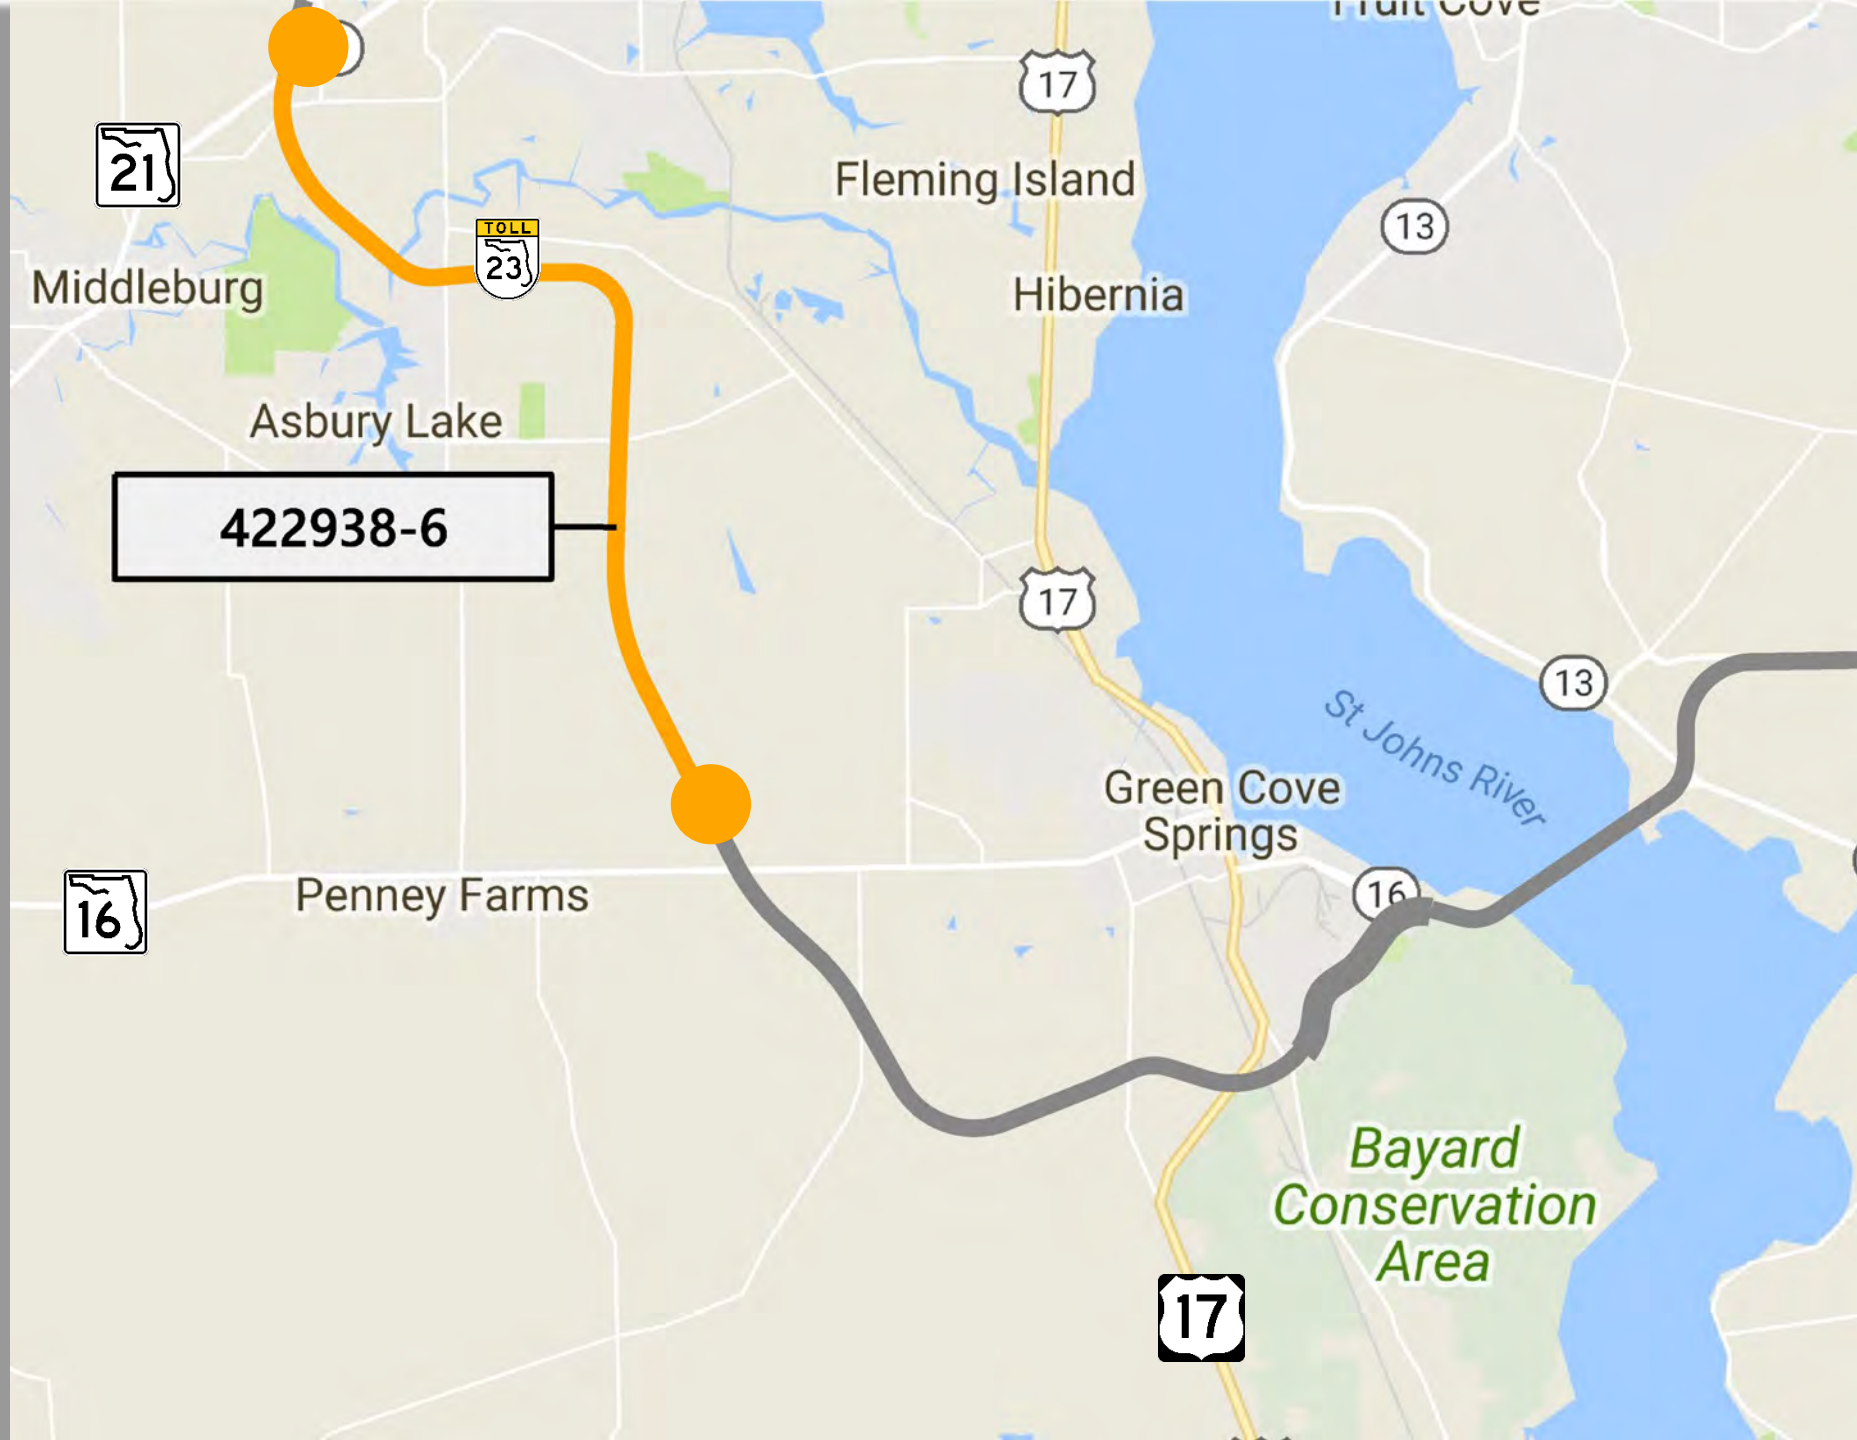 Fruit Cove
17
21
Fleming Island
13
TOLL
23
Middleburg
Hibernia
Asbury Lake
422938-6
17
13
St Johns River
Green Cove
Springs
16
Penney Farms
16
Bayard
Conservation
Area
17